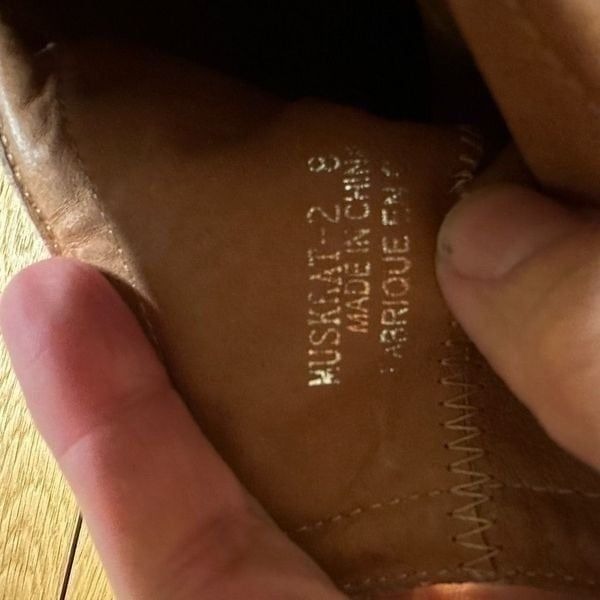 MUSKRAT-2 8
MADE IN CHINA
FABRIQUE EN